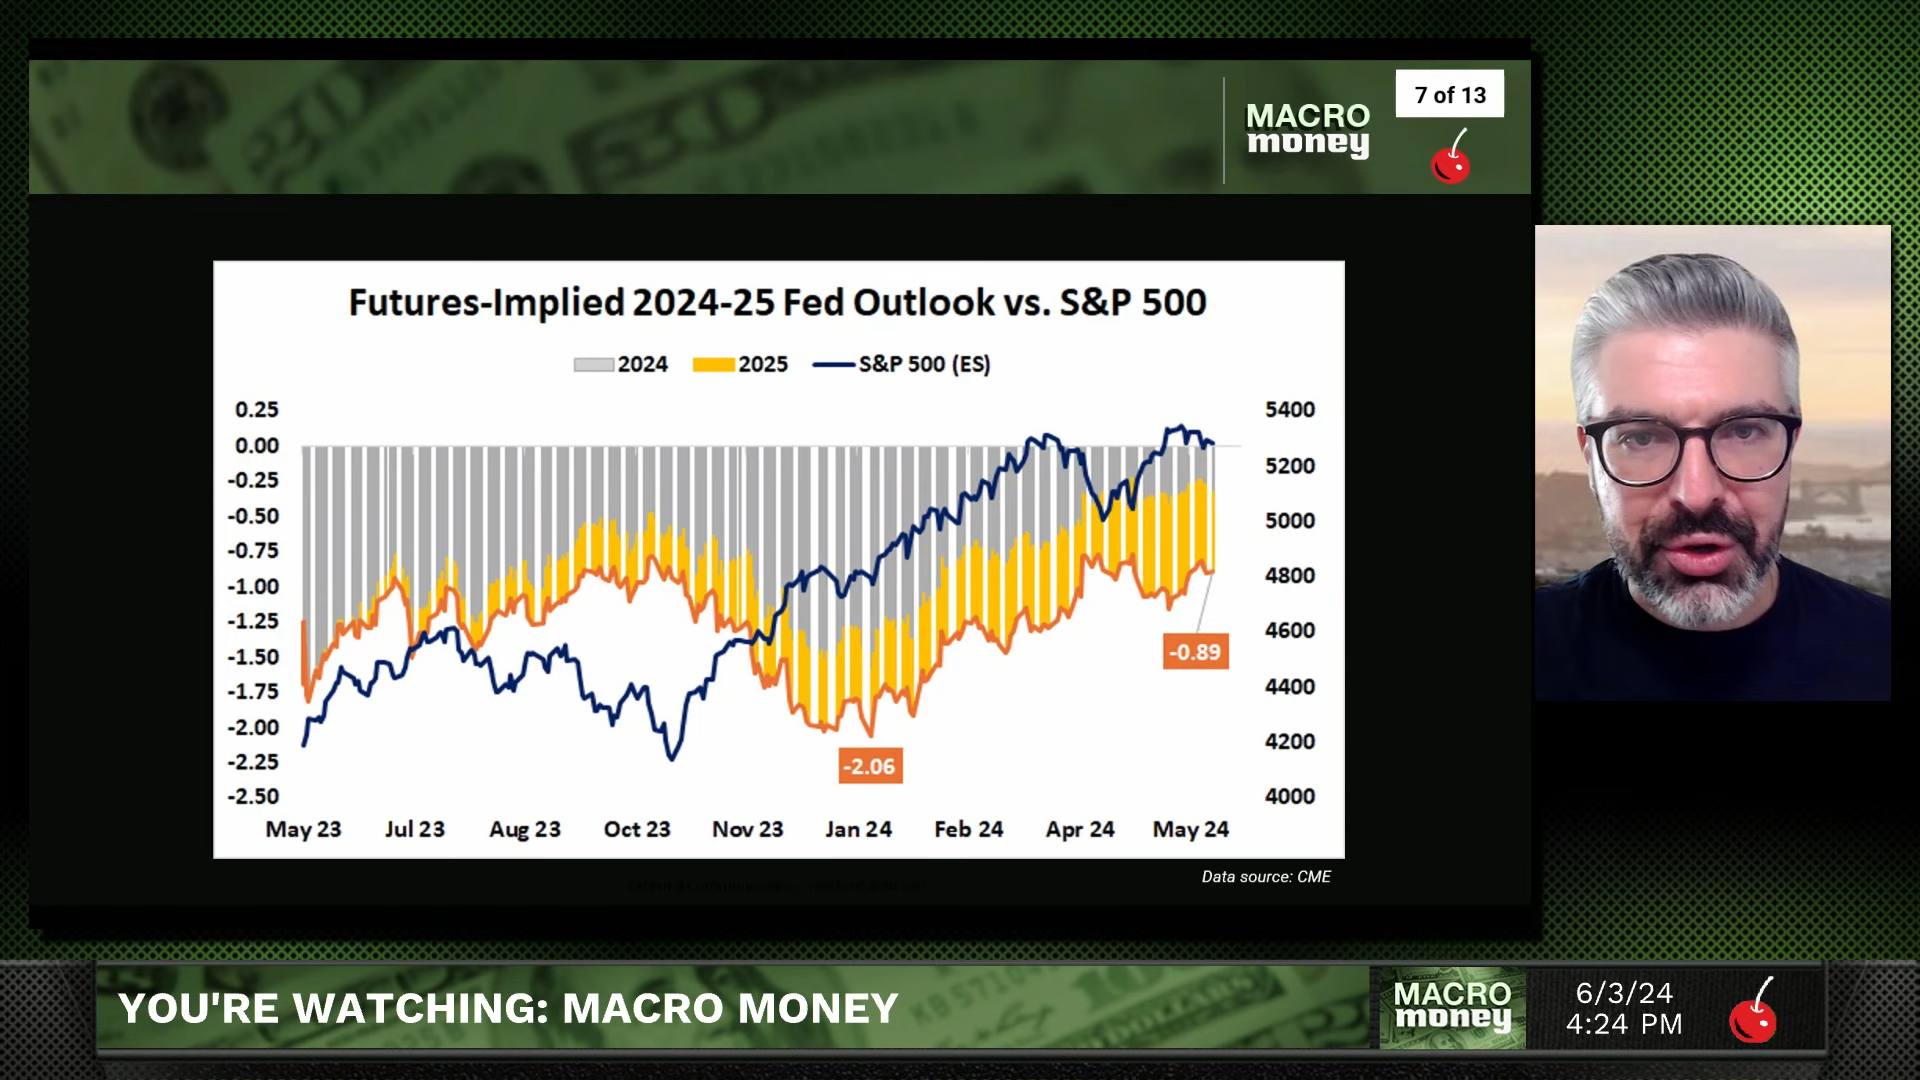 MACRO
money
7 of 13
Futures-Implied 2024-25 Fed Outlook vs. S&P 500
2024 2025 S&P 500 (ES)
0.25
0.00
-0.25
-0.50
-0.75
-1.00
-1.25
-1.50
-1.75
-2.00
-2.25
-2.50
5400
5200
5000
4800
4600
4400
4200
4000
-0.89
-2.06
May 23 Jul 23 Aug 23 Oct 23 Nov 23 Jan 24 Feb 24 Apr 24 May 24
Data source: CME
YOU'RE WATCHING: MACRO MONEY
MACRO
money
6/3/24
4:24 PM